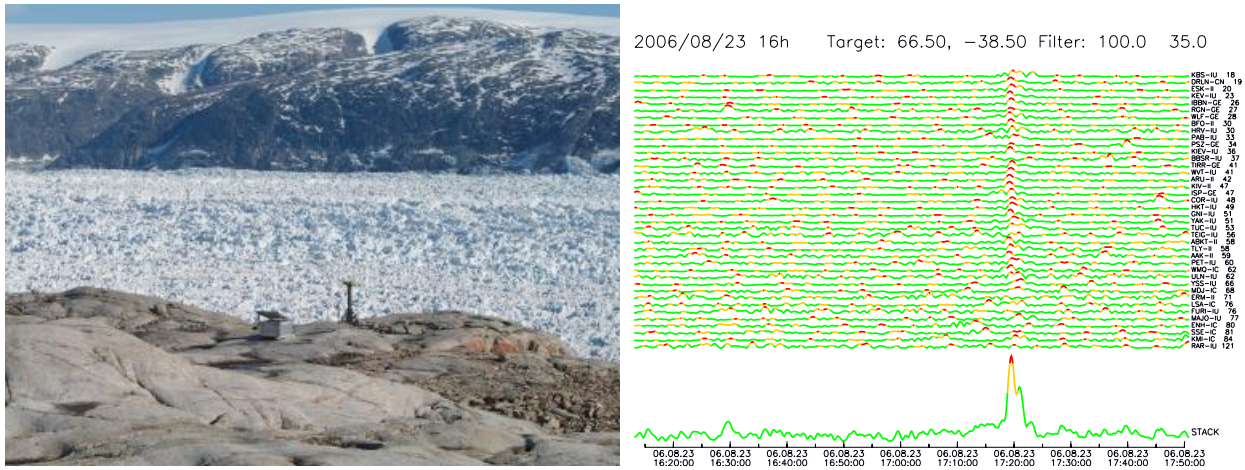 2006/08/23 16h Target: 66.50, -38.50 Filter: 100.0 35.0
KBS-IU 18
DRLN-CN 19
ESK-II 20
KEV-IU 23
IBBN-GE 26
RGN-GE 27
WLF-GE 28
BFO-II 30
HRV-IU 30
PAB-IU 33
PSZ-GE 34
KIEV-IU 36
BBSR-IU 37
TIRR-GE 41
WVT-IU 41
ARU-II 42
KIV-II 47
ISP-GE 47
COR-IU 48
HKT-IU 49
GNI-IU 51
YAK-IU 51
TUC-IU 53
TEIG-IU 56
ABKT-II 58
TLY-II 58
AAK-II 59
PET-IU 60
WMQ-IC 62
ULN-IU 62
YSS-IU 66
MDJ-IC 68
ERM-II 71
LSA-IC 76
FURI-IU 76
MAJO-IU 77
ENH-IC 80
SSE-IC 81
KMI-IC 84
RAR-IU 121
STACK
06.08.23 06.08.23 06.08.23 06.08.23 06.08.23 06.08.23 06.08.23 06.08.23 06.08.23 06.08.23
16:20:00 16:30:00 16:40:00 16:50:00 17:00:00 17:10:00 17:20:00 17:30:00 17:40:00 17:50:00